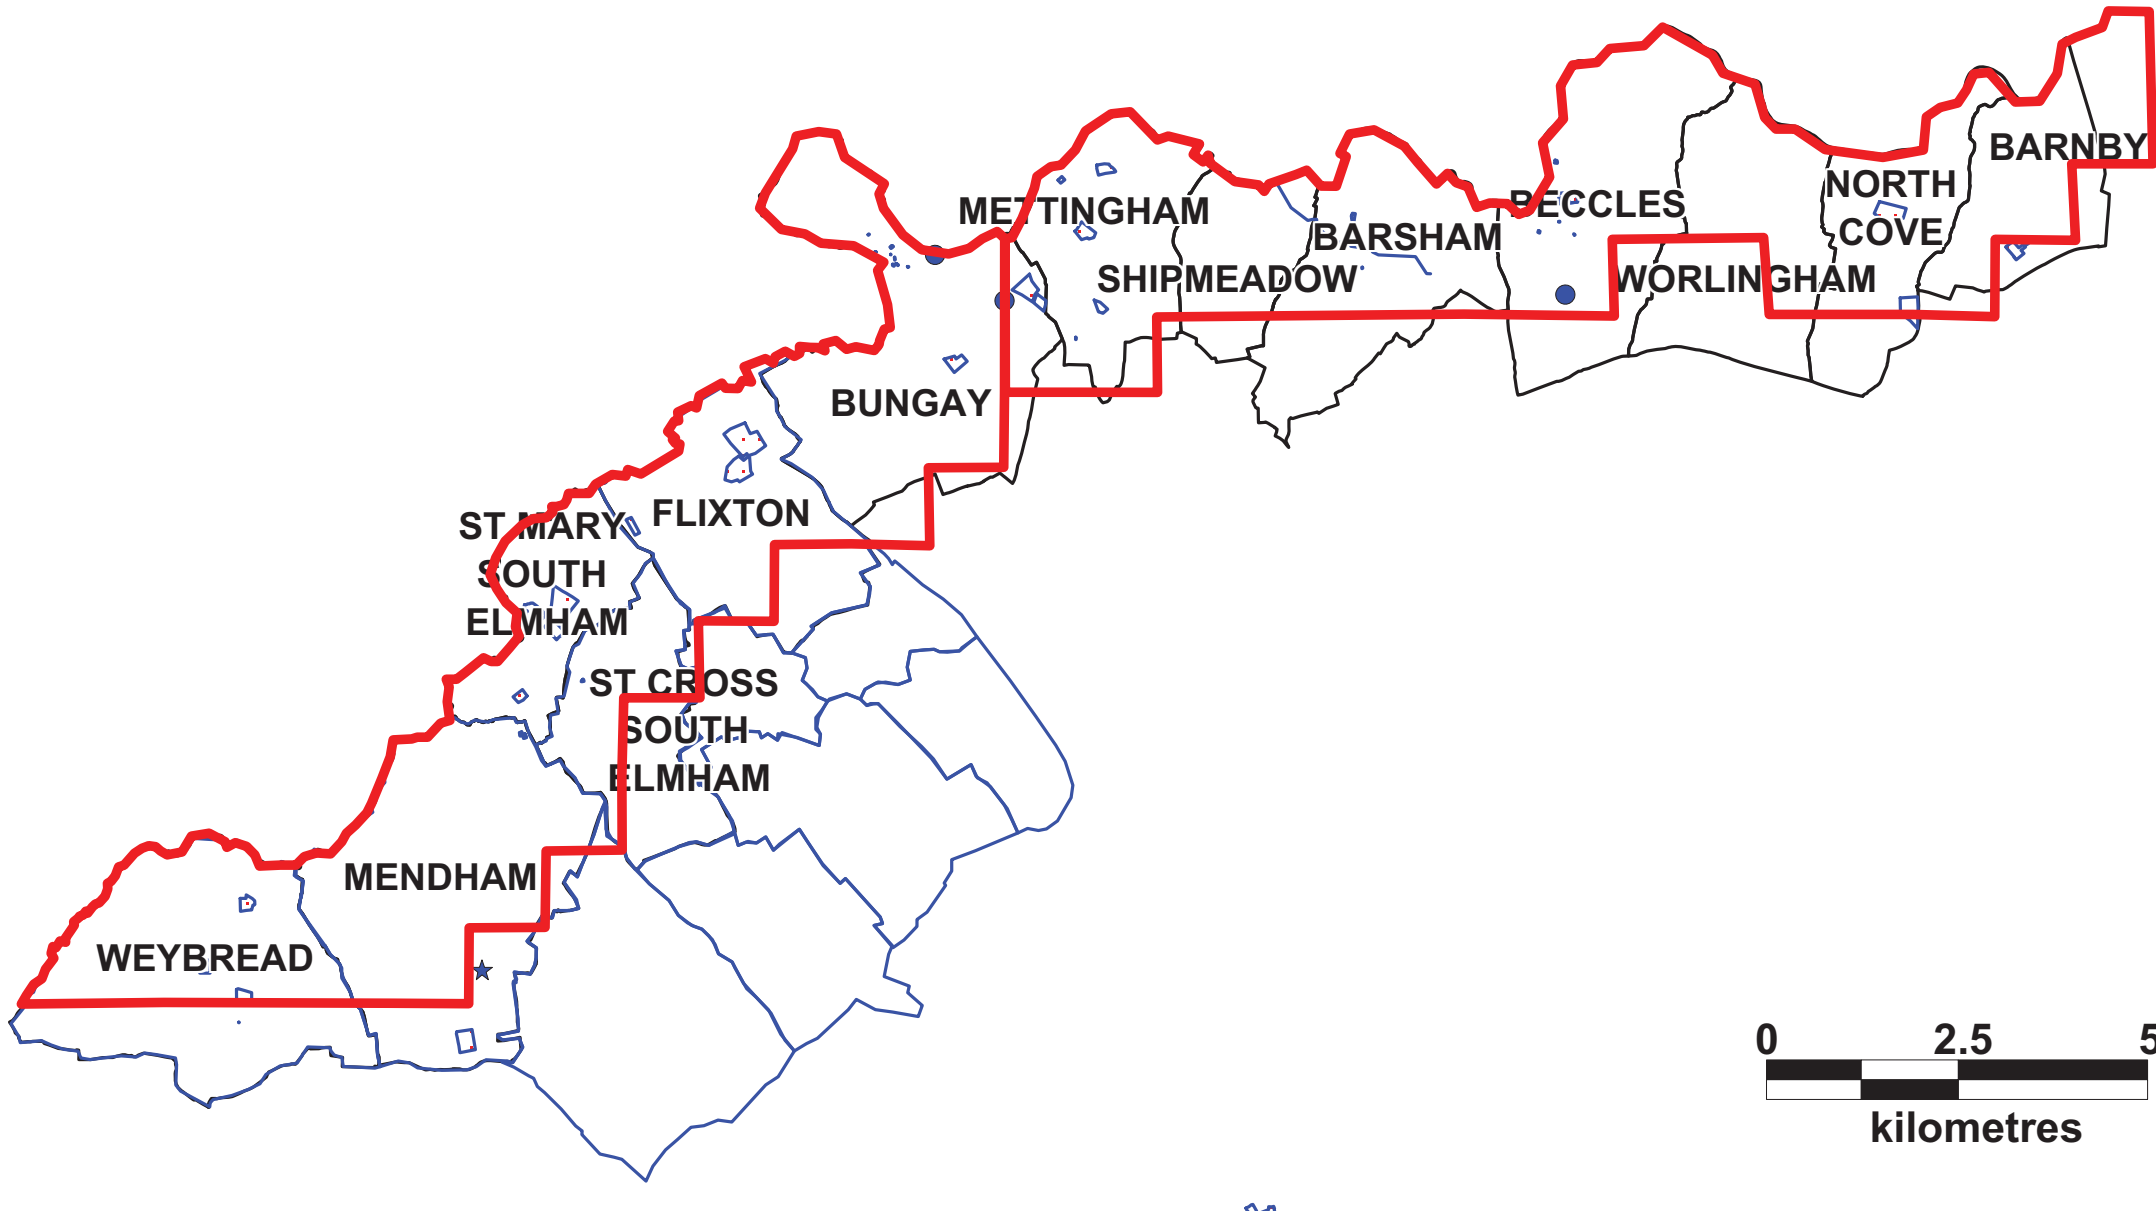 BARNBY
NORTH
COVE
BECCLES
METTINGHAM
BARSHAM
SHIPMEADOW
WORLINGHAM
BUNGAY
FLIXTON
ST MARY
SOUTH
ELMHAM
ST CROSS
SOUTH
ELMHAM
MENDHAM
WEYBREAD
0 2.5 5
kilometres